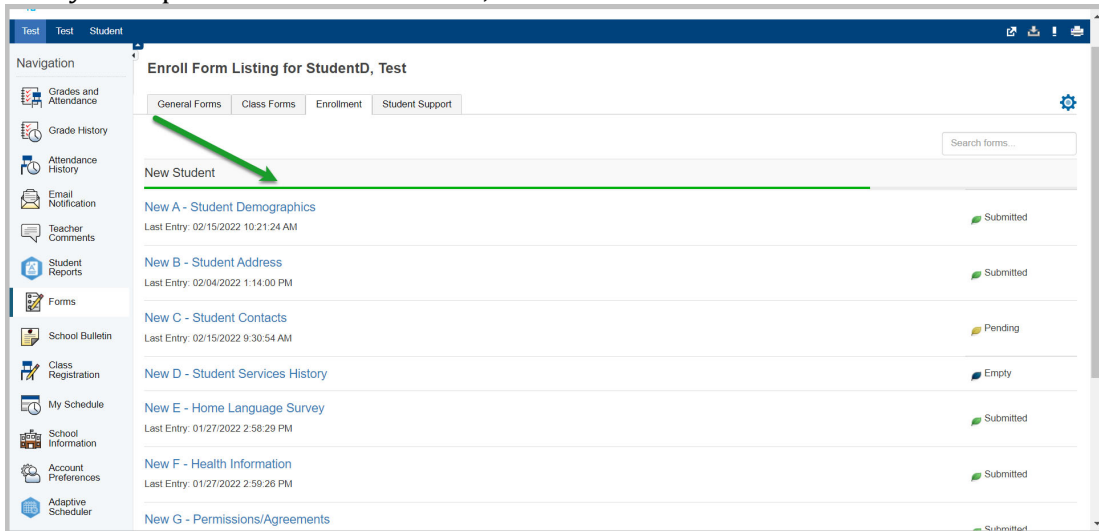 Test Test Student
Navigation
Enroll Form Listing for StudentD, Test
Grades and
Attendance
General Forms Class Forms Enrollment Student Support
Grade History
Search forms...
Attendance
History
New Student
Email
Notification
New A - Student Demographics
Last Entry: 02/15/2022 10:21:24 AM
Submitted
Teacher
Comments
Student
Reports
New B - Student Address
Last Entry: 02/04/2022 1:14:00 PM
Submitted
Forms
New C - Student Contacts
Last Entry: 02/15/2022 9:30:54 AM
Pending
School Bulletin
Class
Registration
New D - Student Services History
Empty
My Schedule
New E - Home Language Survey
Last Entry: 01/27/2022 2:58:29 PM
Submitted
School
Information
Account
Preferences
New F - Health Information
Last Entry: 01/27/2022 2:59:26 PM
Submitted
Adaptive
Scheduler
New G - Permissions/Agreements
Submitted